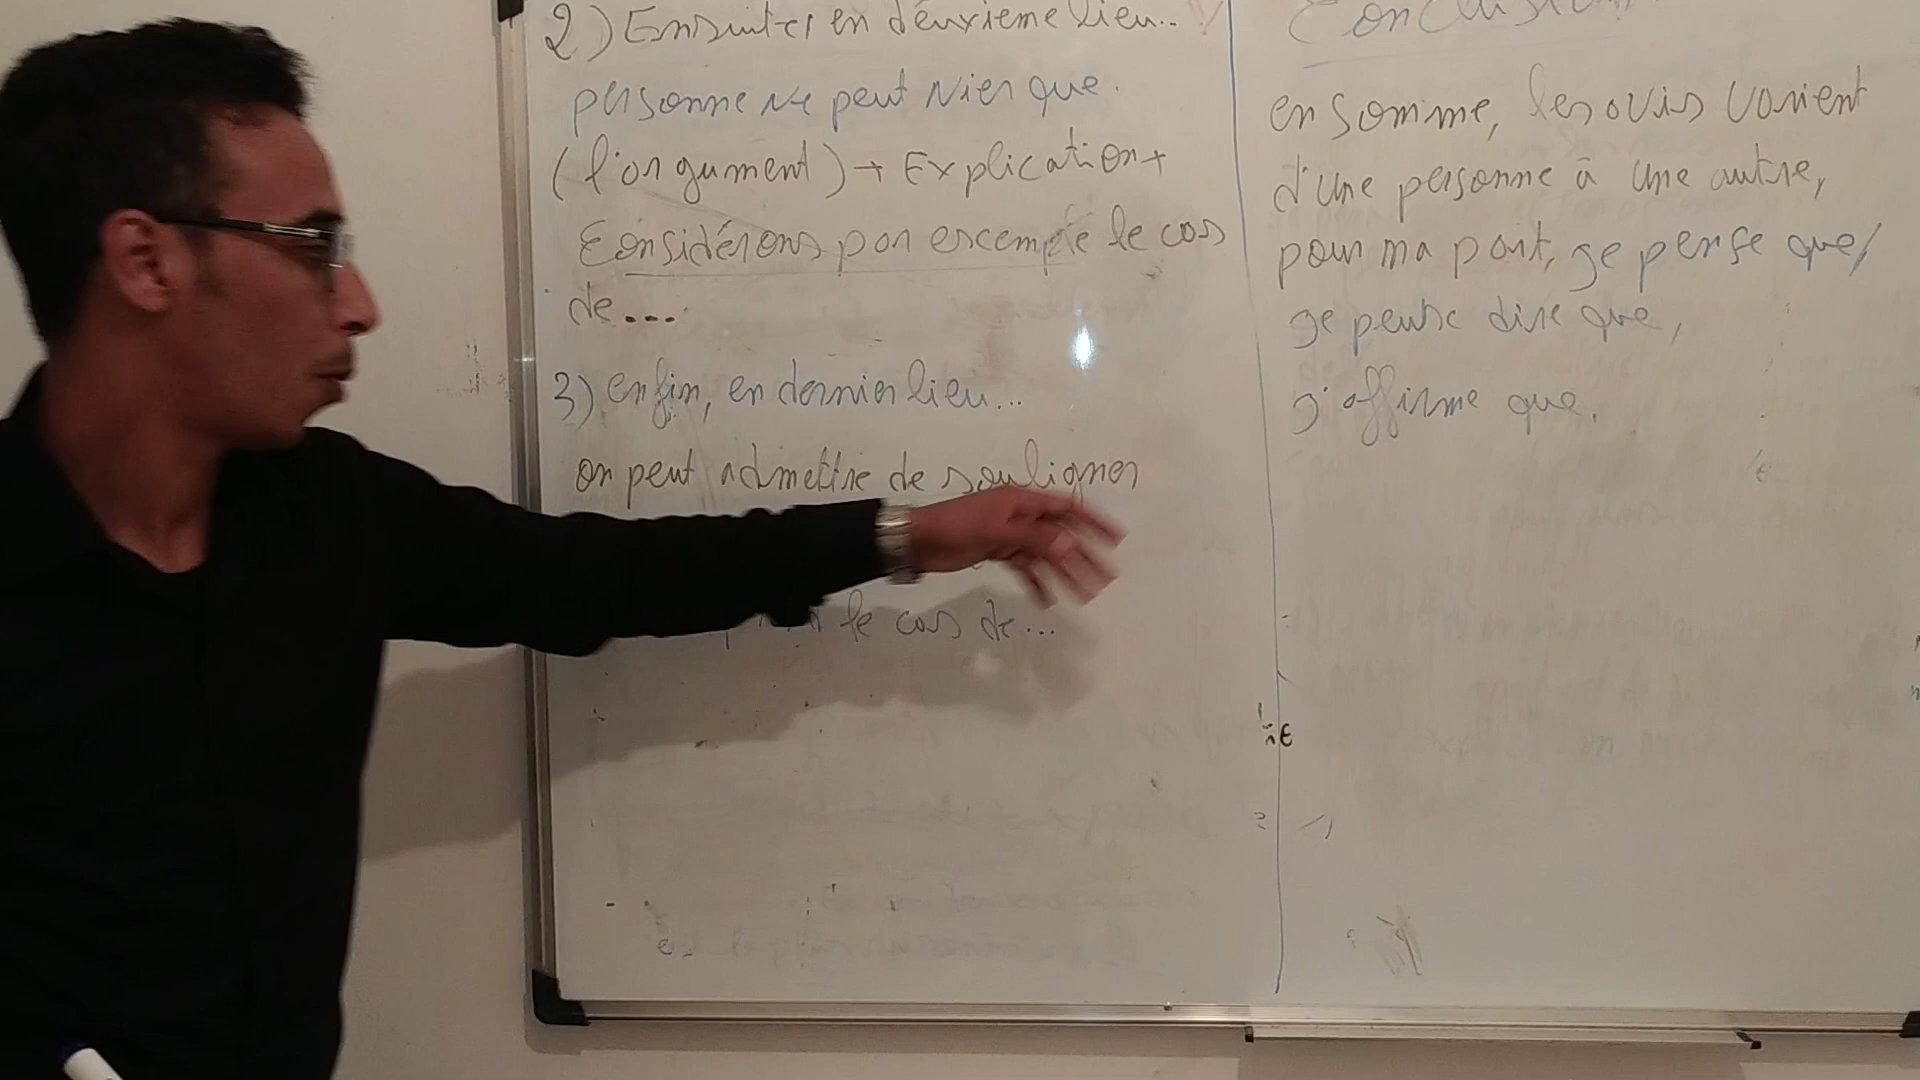 2) Ensuite, en deuxième lieu..
personne ne peut nier que.
(l'argument) + Explication +
Considérons par exemple le cas
de...
3) enfin, en dernier lieu...
on peut admettre de souligner
le cas de...
Conclusion
en somme, les avis varient
d'une personne à une autre,
pour ma part, je pense que,
je peux dire que,
j'affirme que.